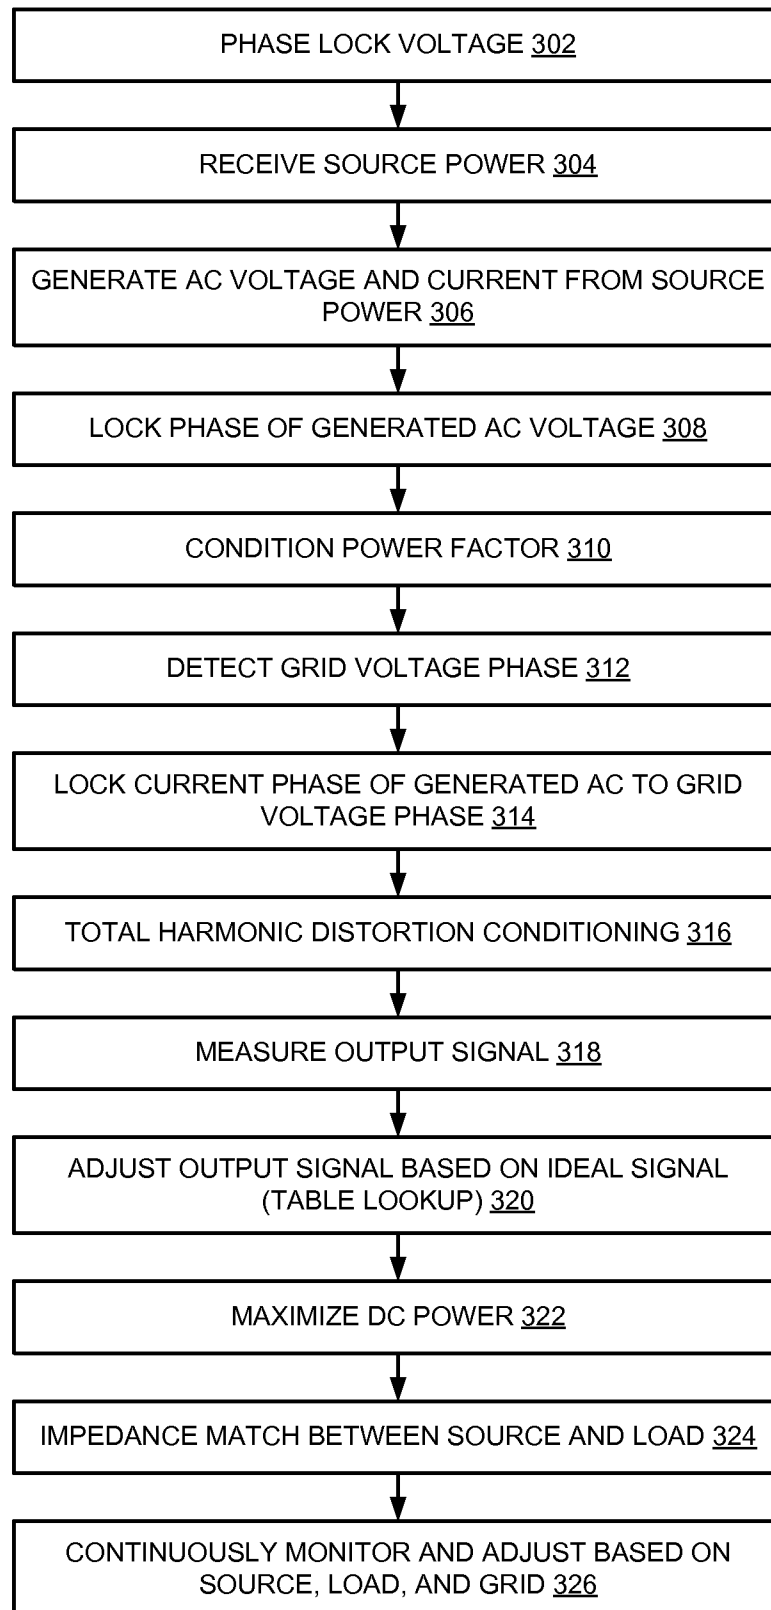 PHASE LOCK VOLTAGE 302
RECEIVE SOURCE POWER 304
GENERATE AC VOLTAGE AND CURRENT FROM SOURCE
POWER 306
LOCK PHASE OF GENERATED AC VOLTAGE 308
CONDITION POWER FACTOR 310
DETECT GRID VOLTAGE PHASE 312
LOCK CURRENT PHASE OF GENERATED AC TO GRID
VOLTAGE PHASE 314
TOTAL HARMONIC DISTORTION CONDITIONING 316
MEASURE OUTPUT SIGNAL 318
ADJUST OUTPUT SIGNAL BASED ON IDEAL SIGNAL
(TABLE LOOKUP) 320
MAXIMIZE DC POWER 322
IMPEDANCE MATCH BETWEEN SOURCE AND LOAD 324
CONTINUOUSLY MONITOR AND ADJUST BASED ON
SOURCE, LOAD, AND GRID 326